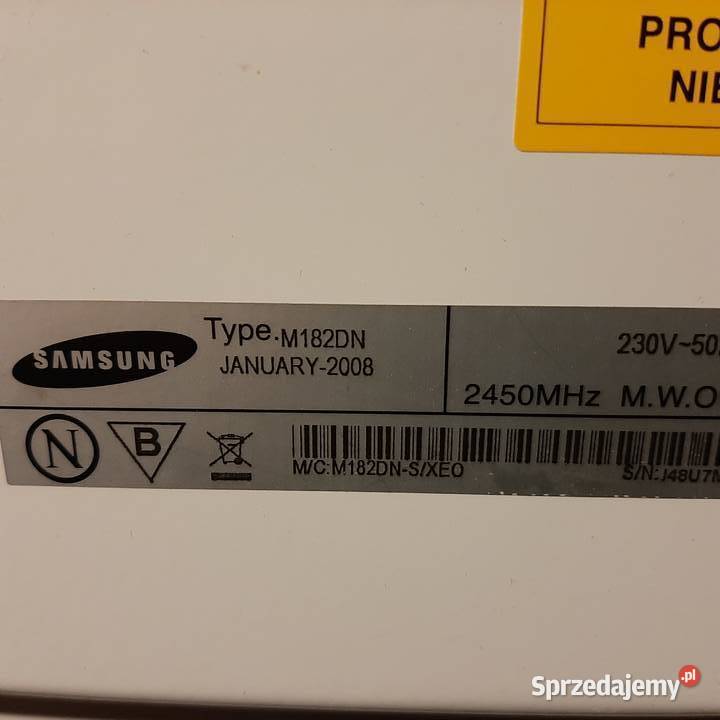 PRO
NIE
SAMSUNG
Type.M182DN
JANUARY-2008
230V~50
2450MHz M.W.O
N
B
M/C:M182DN-S/XEO
S/N:J48U7M
Sprzedajemy.pl